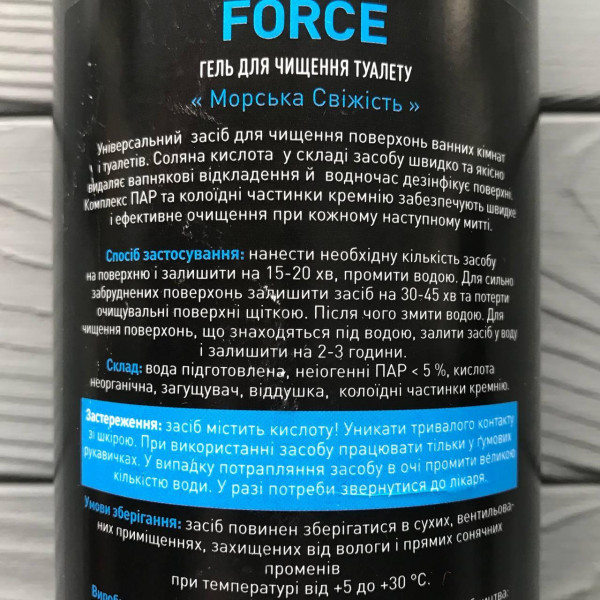 FORCE
ГЕЛЬ ДЛЯ ЧИЩЕННЯ ТУАЛЕТУ
« Морська Свіжість »
Універсальний засіб для чищення поверхонь ванних кімнат
і туалетів. Соляна кислота у складі засобу швидко та якісно
видаляє вапнякові відкладення й водночас дезінфікує поверхні.
Комплекс ПАР та колоїдні частинки кремнію забезпечують швидке
і ефективне очищення при кожному наступному митті.
Спосіб застосування: нанести необхідну кількість засобу
на поверхню і залишити на 15-20 хв, промити водою. Для сильно
забруднених поверхонь залишити засіб на 30-45 хв та потерти
очищувальні поверхні щіткою. Після чого змити водою. Для
чищення поверхонь, що знаходяться під водою, залити засіб у воду
і залишити на 2-3 години.
Склад: вода підготовлена, неіогенні ПАР < 5 %, кислота
неорганічна, загущувач, віддушка, колоїдні частинки кремнію.
Застереження: засіб містить кислоту! Уникати тривалого контакту
зі шкірою. При використанні засобу працювати тільки у ґумових
рукавичках. У випадку потрапляння засобу в очі промити великою
кількістю води. У разі потреби звернутися до лікаря.
Умови зберігання: засіб повинен зберігатися в сухих, вентильова-
них приміщеннях, захищених від вологи і прямих сонячних
променів
при температурі від +5 до +30 °С.